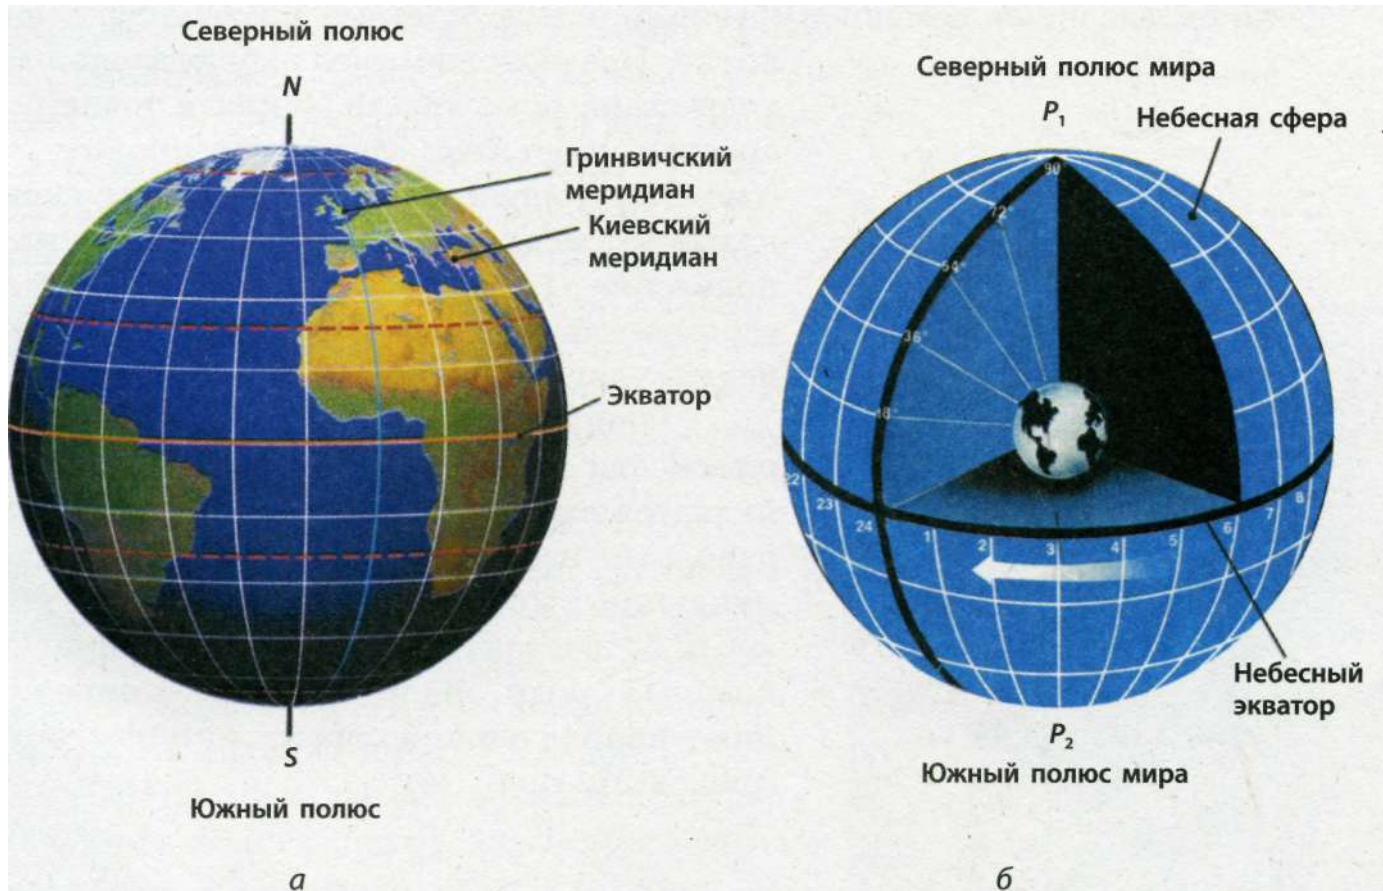 Северный полюс
N
Гринвичский
меридиан
Киевский
меридиан
Экватор
S
Южный полюс
а
Северный полюс мира
P₁
Небесная сфера
90
72°
54°
36°
18°
22
23
24
1
2
3
4
5
6
7
8
Небесный
экватор
P₂
Южный полюс мира
б